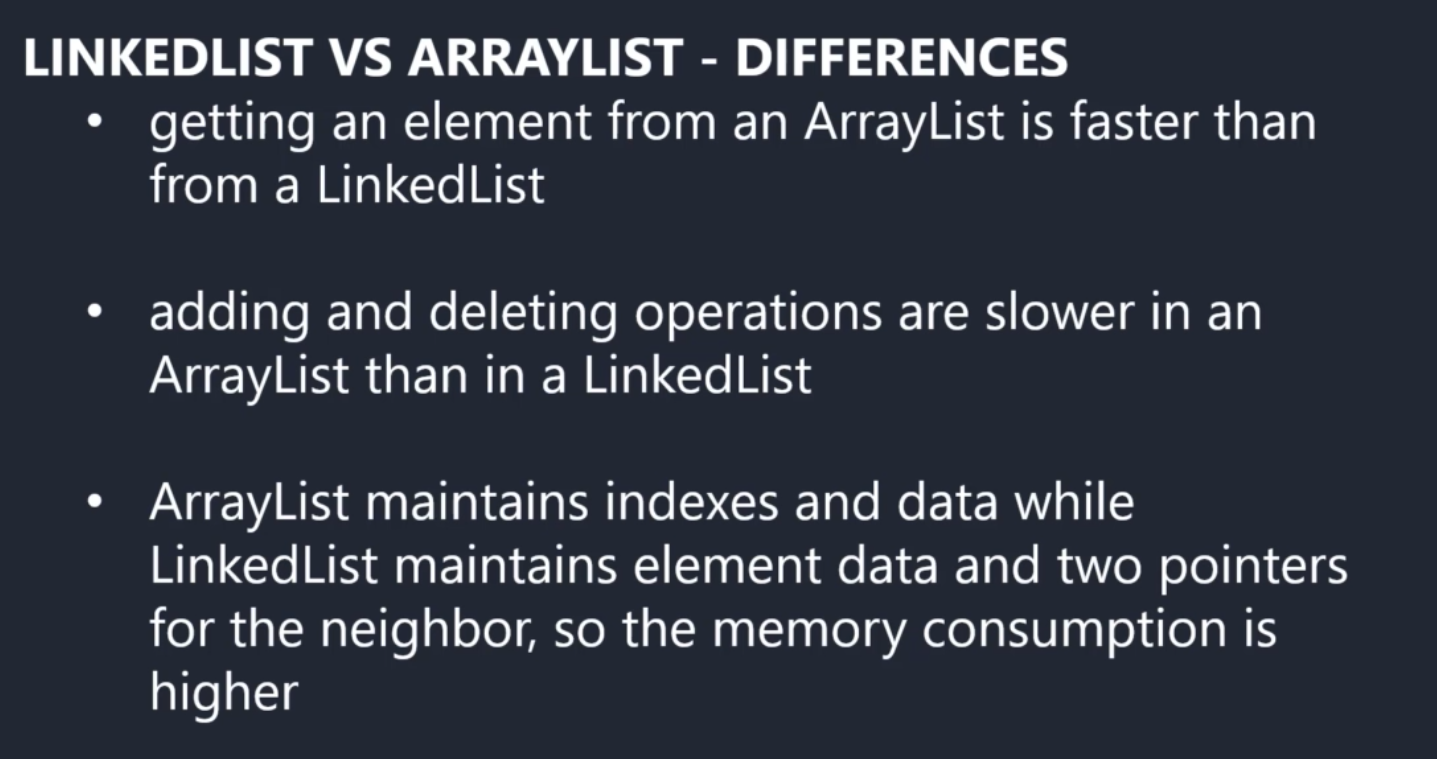 LINKEDLIST VS ARRAYLIST - DIFFERENCES
• getting an element from an ArrayList is faster than
from a LinkedList
• adding and deleting operations are slower in an
ArrayList than in a LinkedList
• ArrayList maintains indexes and data while
LinkedList maintains element data and two pointers
for the neighbor, so the memory consumption is
higher